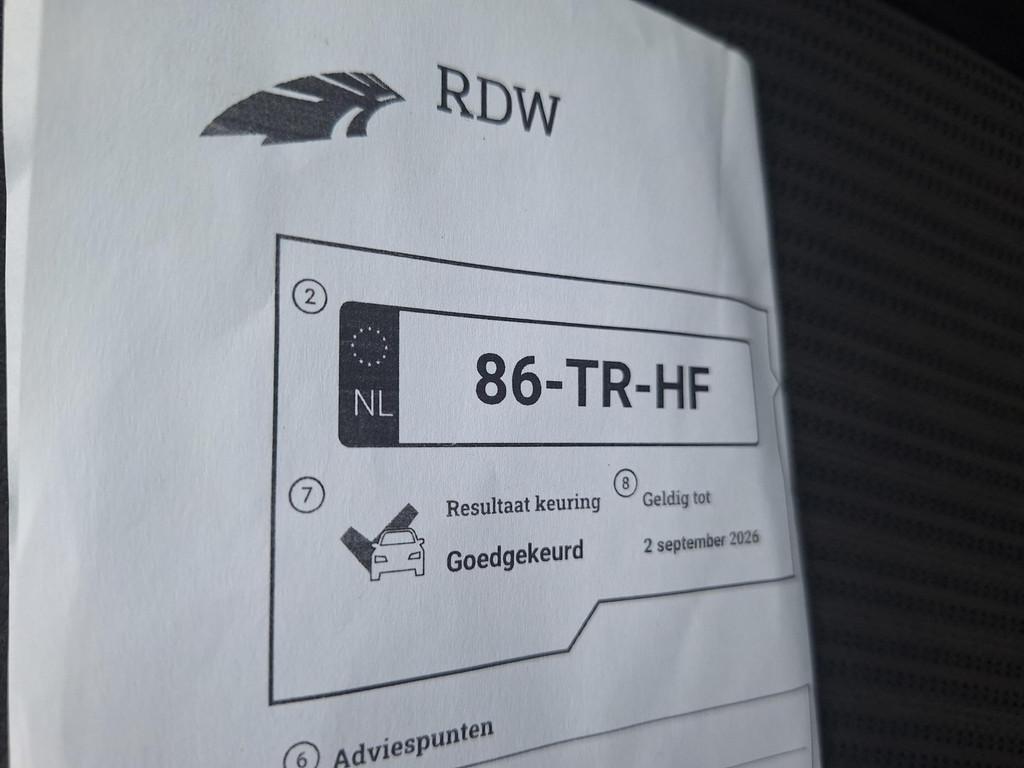 RDW
2
NL
86-TR-HF
7
Resultaat keuring
Goedgekeurd
8
Geldig tot
2 september 2026
6 Adviespunten